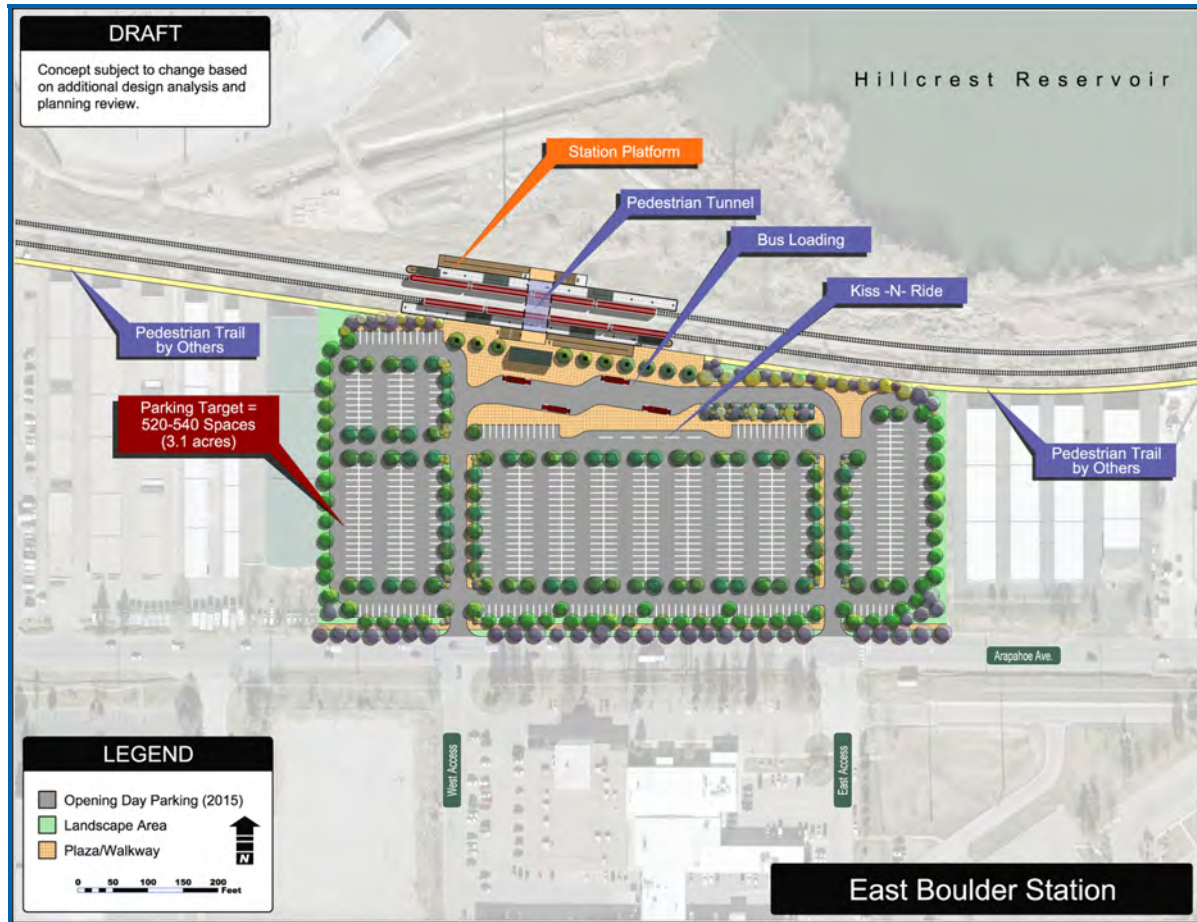 DRAFT
Concept subject to change based
on additional design analysis and
planning review.
Hillcrest Reservoir
Station Platform
Pedestrian Tunnel
Bus Loading
Kiss -N- Ride
Pedestrian Trail
by Others
Parking Target =
520-540 Spaces
(3.1 acres)
Pedestrian Trail
by Others
Arapahoe Ave.
West Access
East Access
LEGEND
Opening Day Parking (2015)
Landscape Area
Plaza/Walkway
N
0 50 100 150 200
Feet
East Boulder Station